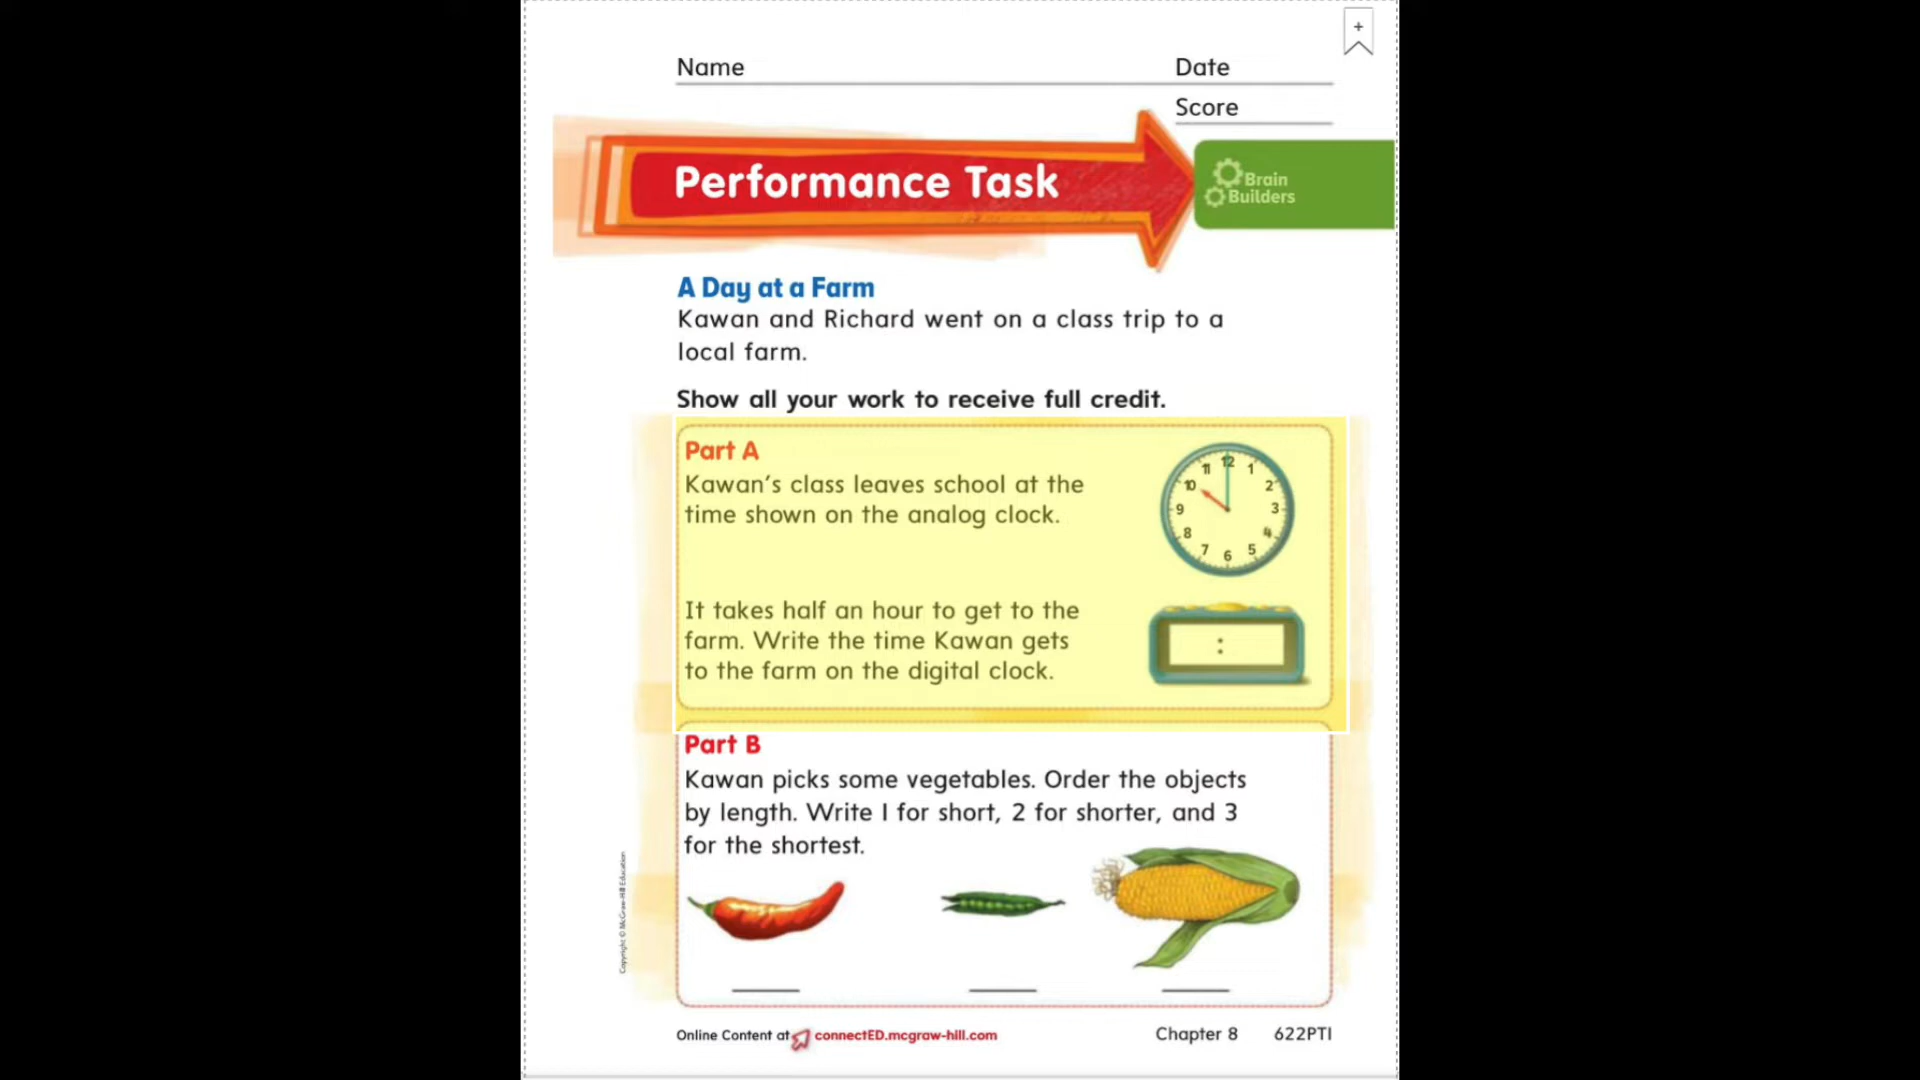 Name
Date
Score
Performance Task
Brain
Builders
A Day at a Farm
Kawan and Richard went on a class trip to a
local farm.
Show all your work to receive full credit.
Part A
Kawan's class leaves school at the
time shown on the analog clock.
12
11 1
10 2
9 3
8 4
7 5
6
It takes half an hour to get to the
farm. Write the time Kawan gets
to the farm on the digital clock.
:
Part B
Kawan picks some vegetables. Order the objects
by length. Write 1 for short, 2 for shorter, and 3
for the shortest.
Copyright © McGraw-Hill Education
Online Content at connectED.mcgraw-hill.com
Chapter 8 622PT1